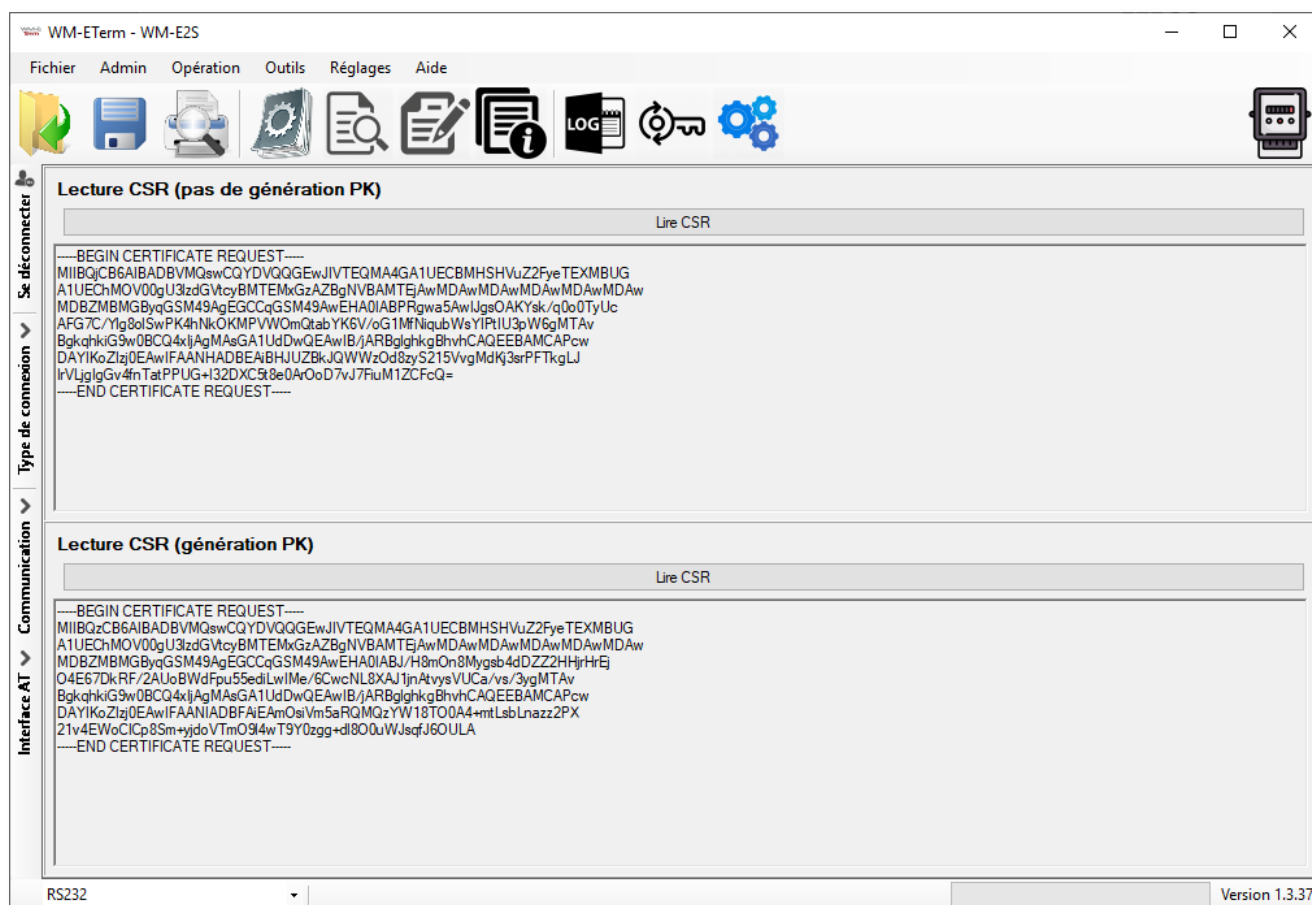 WM-ETerm - WM-E2S
Fichier Admin Opération Outils Réglages Aide
LOG
Se déconnecter
Type de connexion
Communication
Interface AT
Lecture CSR (pas de génération PK)
Lire CSR
-----BEGIN CERTIFICATE REQUEST-----
MIIBQjCB6AIBADBVMQswCQYDVQQGEwJIVTEQMA4GA1UECBMHSHVuZ2FyeTEXMBUG
A1UEChMOV00gU3lzdGVtcyBMTEMxGzAZBgNVBAMTEjAwMDAwMDAwMDAwMDAwMDAw
MDBZMBMGByqGSM49AgEGCCqGSM49AwEHA0IABPRgwa5AwIJgsOAKYsk/q0o0TyUc
AFG7C/Ylg8oISwPK4hNkOKMPVWOmQtabYK6V/oG1MfNiqubWsYIPtIU3pW6gMTAv
BgkqhkiG9w0BCQ4xIjAgMAsGA1UdDwQEAwIB/jARBglghkgBhvhCAQEEBAMCAPcw
DAYIKoZIzj0EAwIFAANHADBEAiBHJUZBkJQWWzOd8zyS215VvgMdKj3srPFTkgLJ
IrVLjgIgGv4fnTatPPUG+I32DXC5t8e0ArOoD7vJ7FiuM1ZCFcQ=
-----END CERTIFICATE REQUEST-----
Lecture CSR (génération PK)
Lire CSR
-----BEGIN CERTIFICATE REQUEST-----
MIIBQzCB6AIBADBVMQswCQYDVQQGEwJIVTEQMA4GA1UECBMHSHVuZ2FyeTEXMBUG
A1UEChMOV00gU3lzdGVtcyBMTEMxGzAZBgNVBAMTEjAwMDAwMDAwMDAwMDAwMDAw
MDBZMBMGByqGSM49AgEGCCqGSM49AwEHA0IABJ/H8mOn8Mygsb4dDZZ2HHjrHrEj
O4E67DkRF/2AUoBWdFpu55ediLwIMe/6CwcNL8XAJ1jnAtvysVUCa/vs/3ygMTAv
BgkqhkiG9w0BCQ4xIjAgMAsGA1UdDwQEAwIB/jARBglghkgBhvhCAQEEBAMCAPcw
DAYIKoZIzj0EAwIFAANIADBFAiEAmOsiVm5aRQMQzYW18TO0A4+mtLsbLnazz2PX
21v4EWoCICp8Sm+yjdoVTmO9I4wT9Y0zgg+dI8O0uWJsqfJ6OULA
-----END CERTIFICATE REQUEST-----
RS232
Version 1.3.37